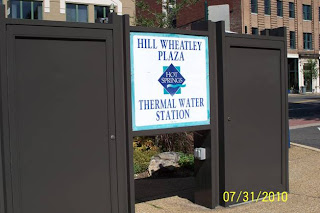 HILL WHEATLEY
PLAZA
HOT
SPRINGS
THERMAL WATER
STATION
07/31/2010